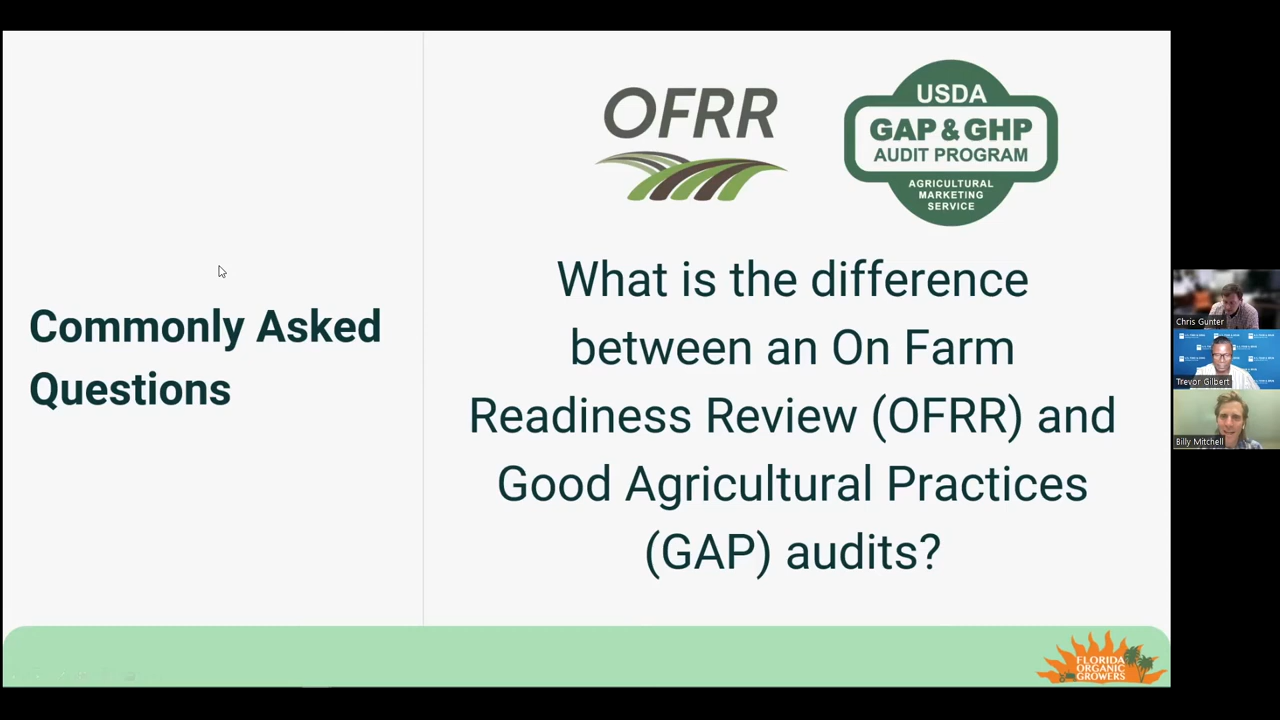 Commonly Asked
Questions
OFRR
USDA
GAP & GHP
AUDIT PROGRAM
AGRICULTURAL
MARKETING
SERVICE
What is the difference
between an On Farm
Readiness Review (OFRR) and
Good Agricultural Practices
(GAP) audits?
FLORIDA
ORGANIC
GROWERS
Chris Gunter
Trevor Gilbert
Billy Mitchell